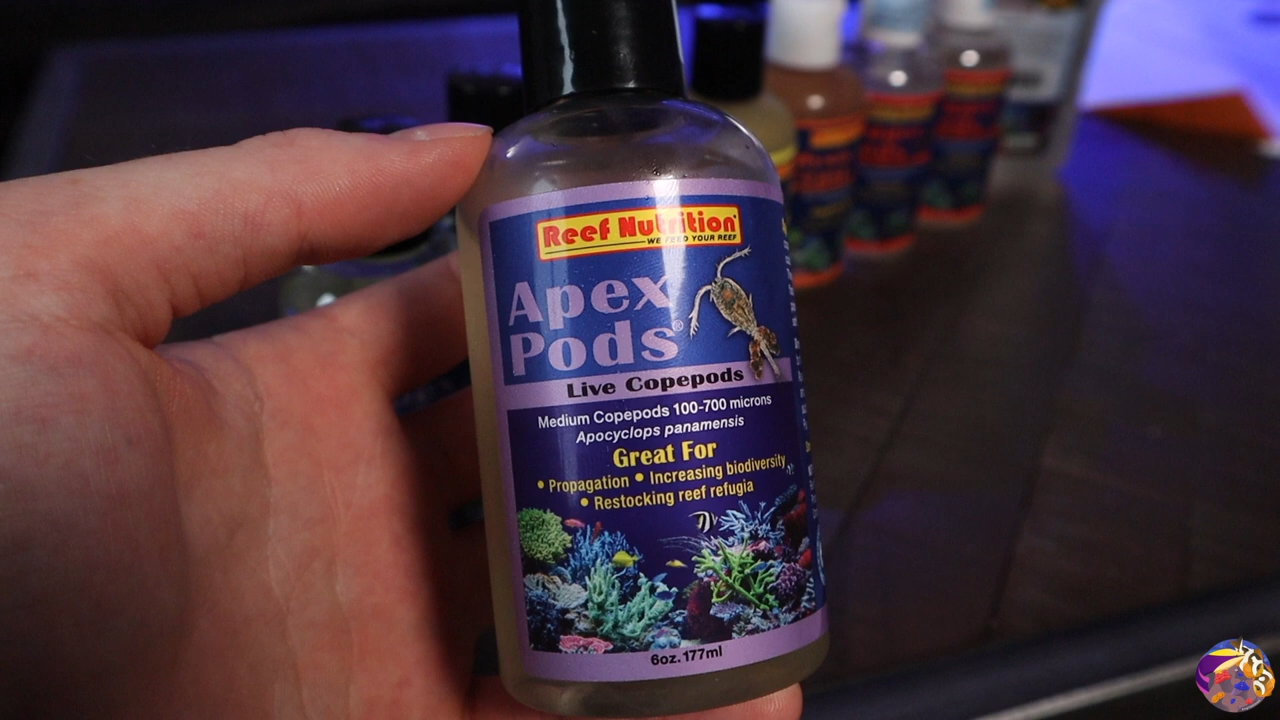 Reef Nutrition
WE FEED YOUR REEF
Apex
Pods®
Live Copepods
Medium Copepods 100-700 microns
Apocyclops panamensis
Great For
• Propagation • Increasing biodiversity
• Restocking reef refugia
6oz. 177ml